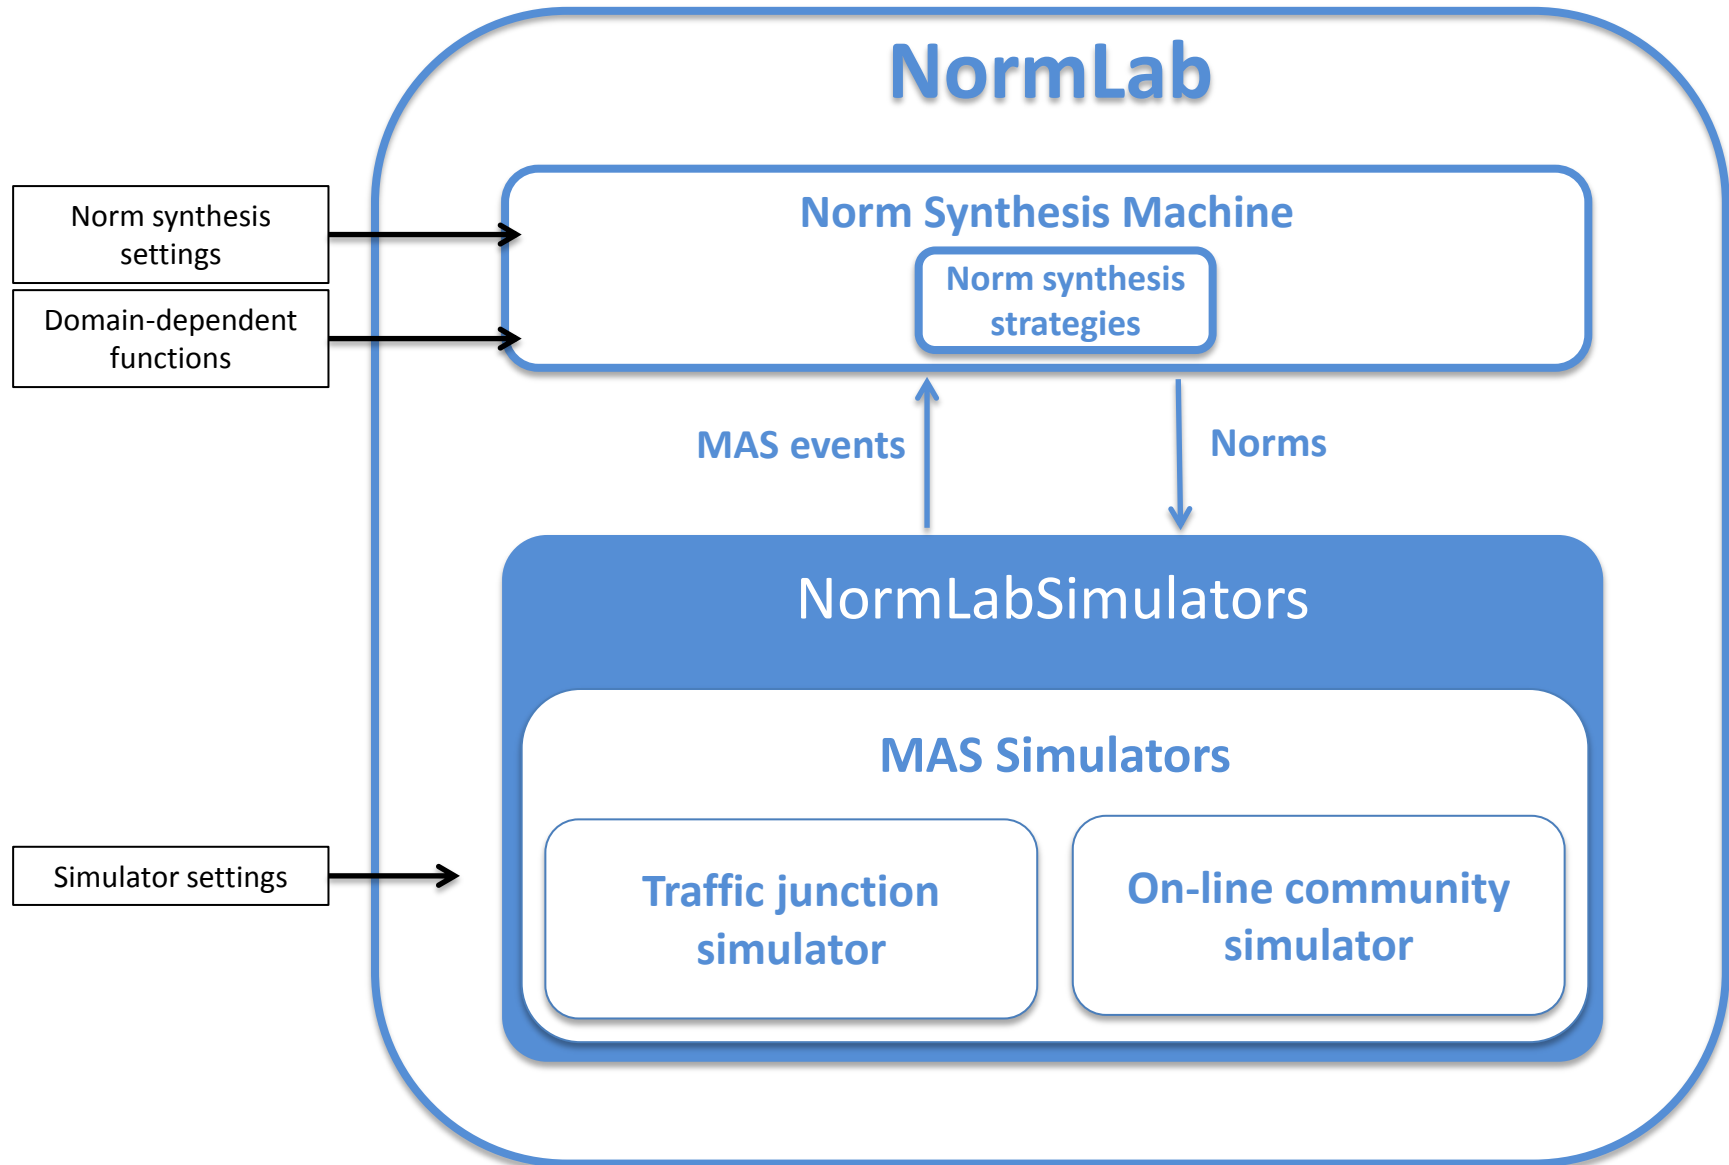 NormLab
Norm Synthesis Machine
Norm synthesis
strategies
Norm synthesis
settings
Domain-dependent
functions
MAS events
Norms
NormLabSimulators
MAS Simulators
Simulator settings
Traffic junction
simulator
On-line community
simulator